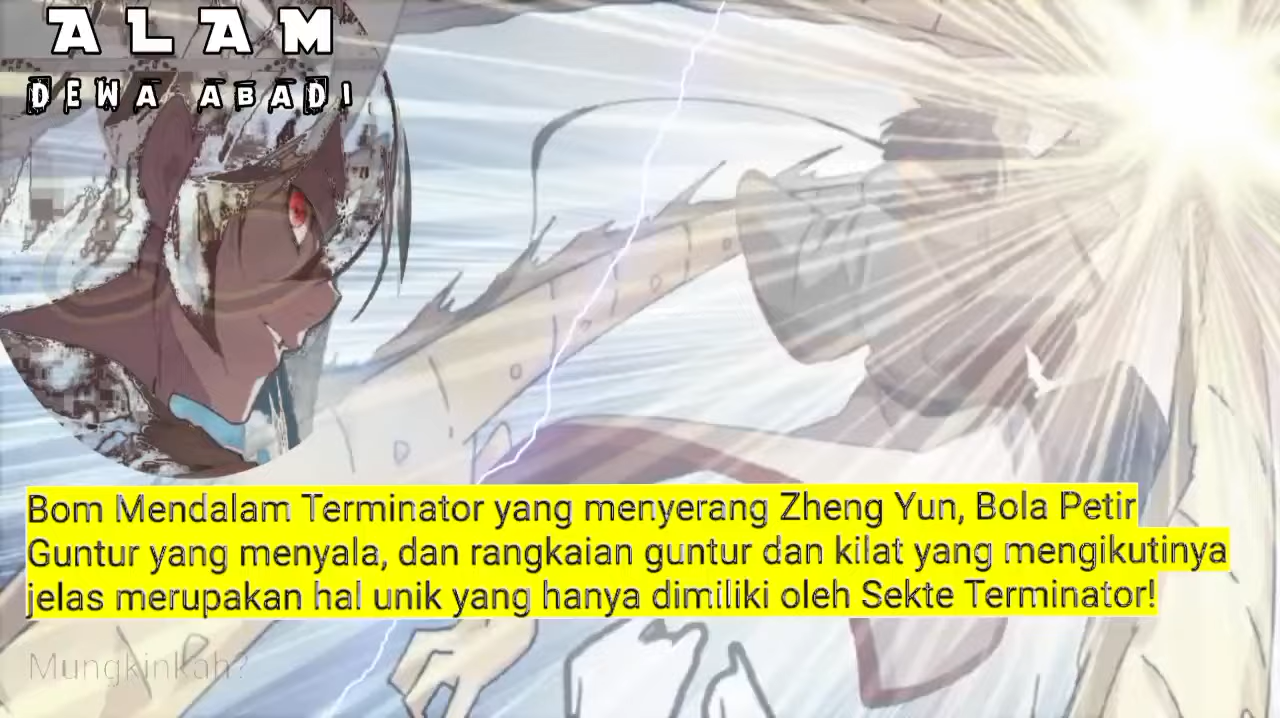 ALAM
DEWA ABADI
Bom Mendalam Terminator yang menyerang Zheng Yun, Bola Petir
Guntur yang menyala, dan rangkaian guntur dan kilat yang mengikutinya
jelas merupakan hal unik yang hanya dimiliki oleh Sekte Terminator!
Mungkinkah?